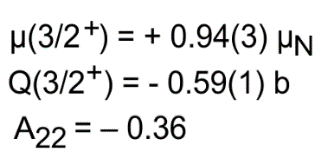 μ(3/2⁺) = + 0.94(3) μN
Q(3/2⁺) = - 0.59(1) b
A22 = – 0.36